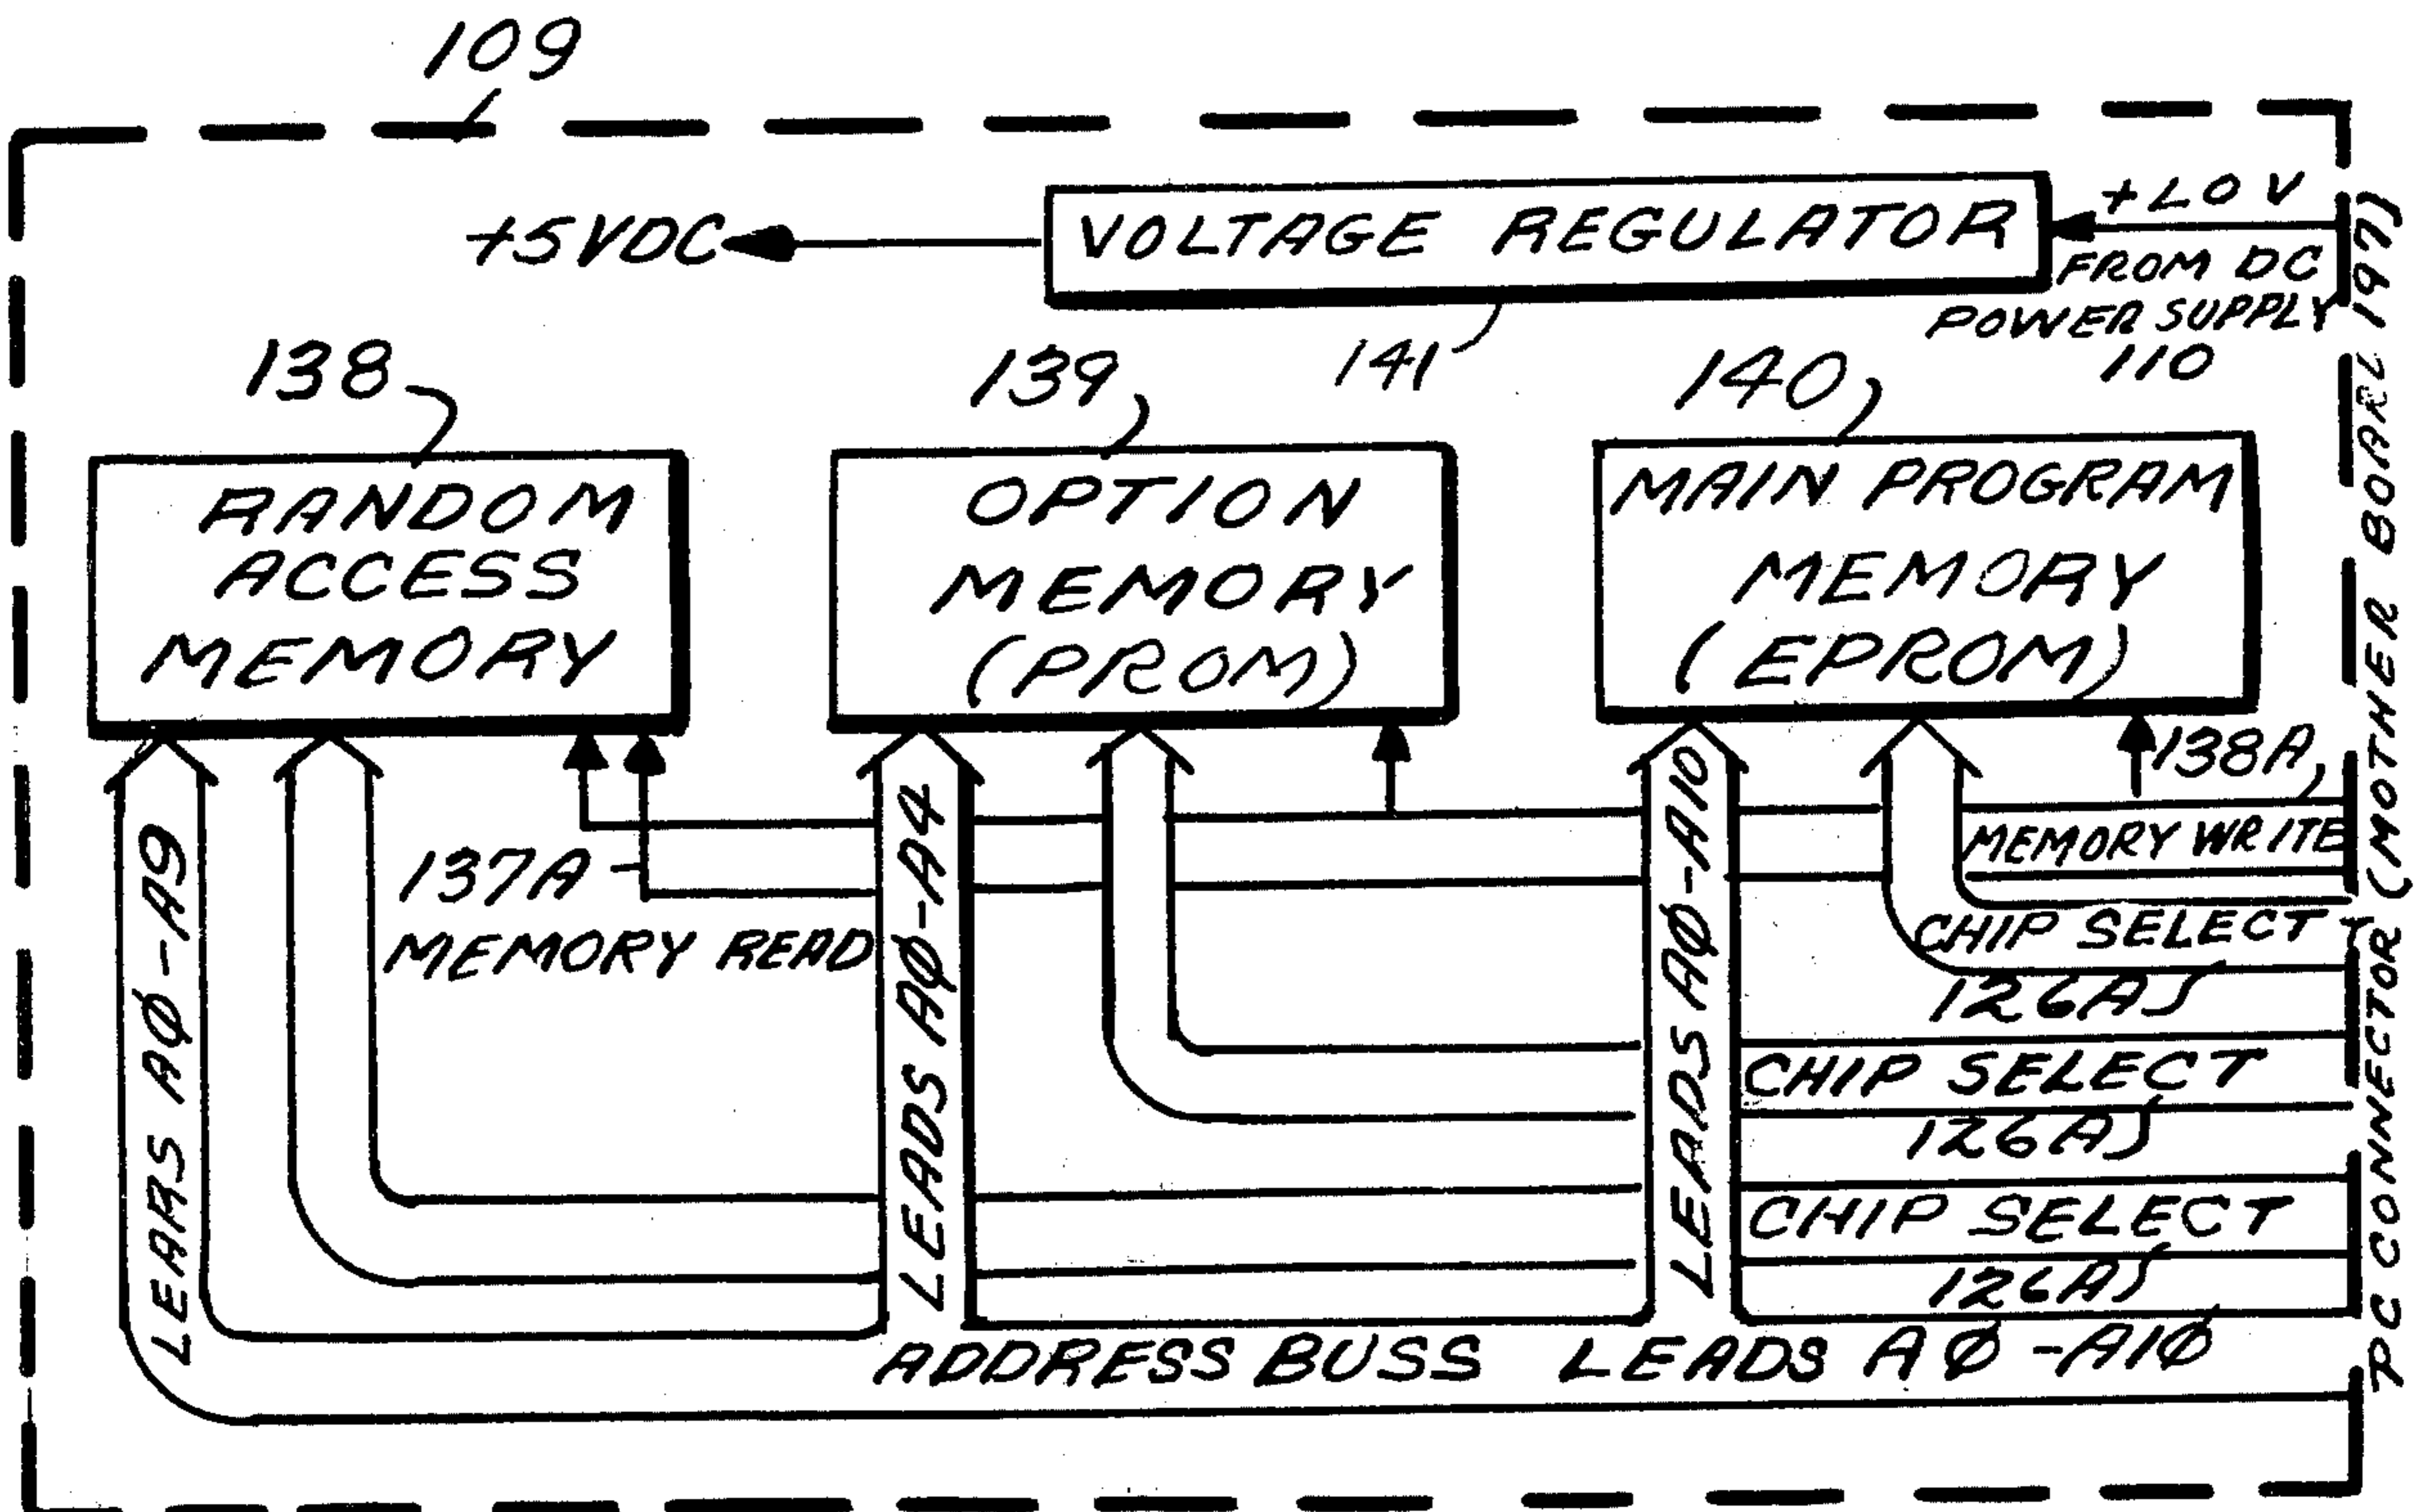 109
+5VDC
VOLTAGE REGULATOR
+LOV
FROM DC
POWER SUPPLY
110
141
138
139
140
RANDOM
ACCESS
MEMORY
OPTION
MEMORY
(PROM)
MAIN PROGRAM
MEMORY
(EPROM)
138A
MEMORY WRITE
137A
MEMORY READ
CHIP SELECT
126A
CHIP SELECT
126A
CHIP SELECT
126A
LEARS AØ-A9
LEADS AØ-A4
LEADS AØ-A10
ADDRESS BUSS LEADS AØ-A1Ø
PC CONNECTOR (MOTHER BOARD 197)